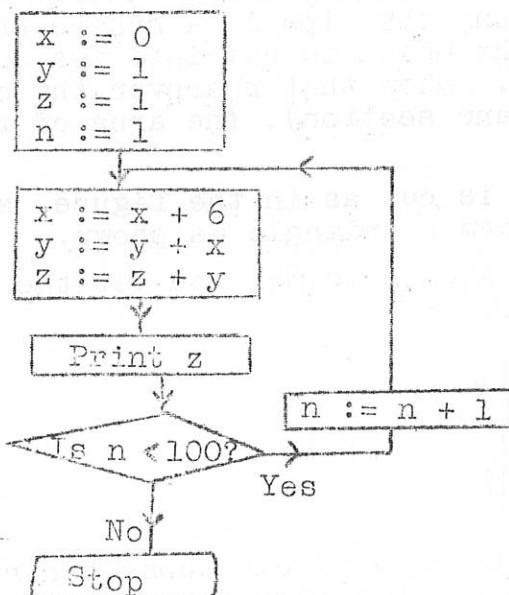 x := 0
y := 1
z := 1
n := 1
x := x + 6
y := y + x
z := z + y
Print z
n := n + 1
Is n < 100?
Yes
No
Stop